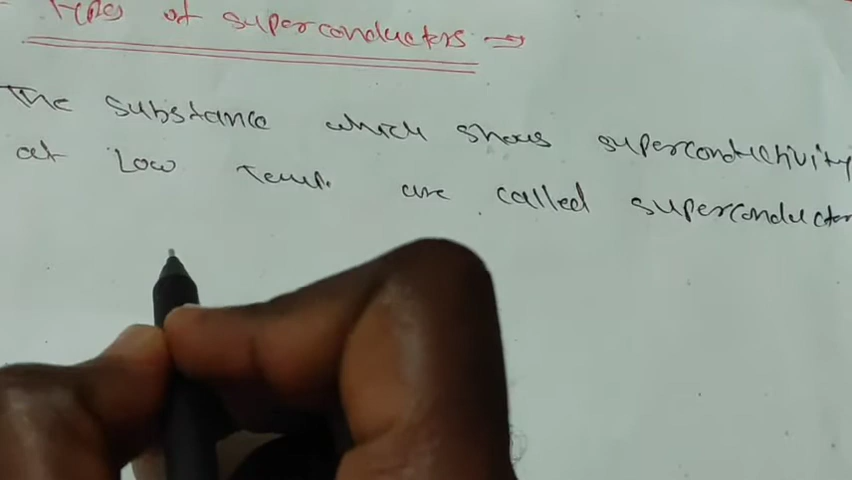 Types of superconductors →
The substance which shows superconductivity
at Low Temp. are called superconductor